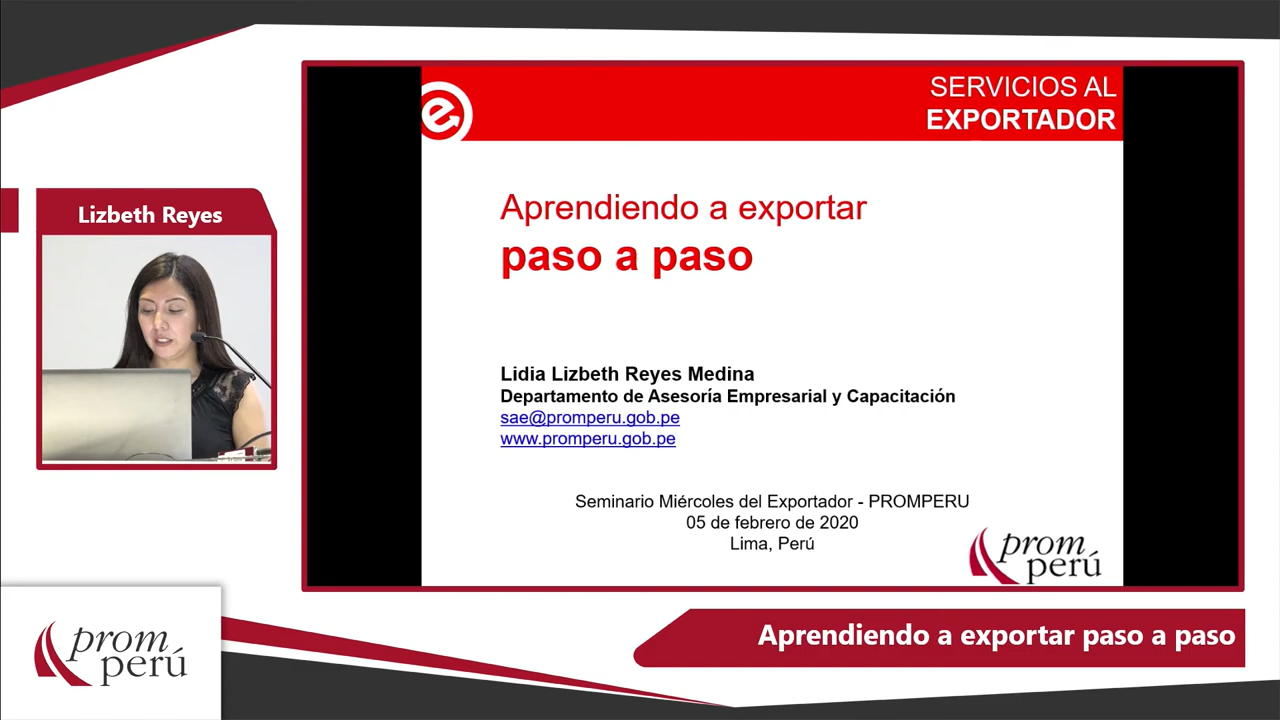 Lizbeth Reyes
SERVICIOS AL
EXPORTADOR
Aprendiendo a exportar
paso a paso
Lidia Lizbeth Reyes Medina
Departamento de Asesoría Empresarial y Capacitación
sae@promperu.gob.pe
www.promperu.gob.pe
Seminario Miércoles del Exportador - PROMPERU
05 de febrero de 2020
Lima, Perú
prom
perú
Aprendiendo a exportar paso a paso
prom
perú